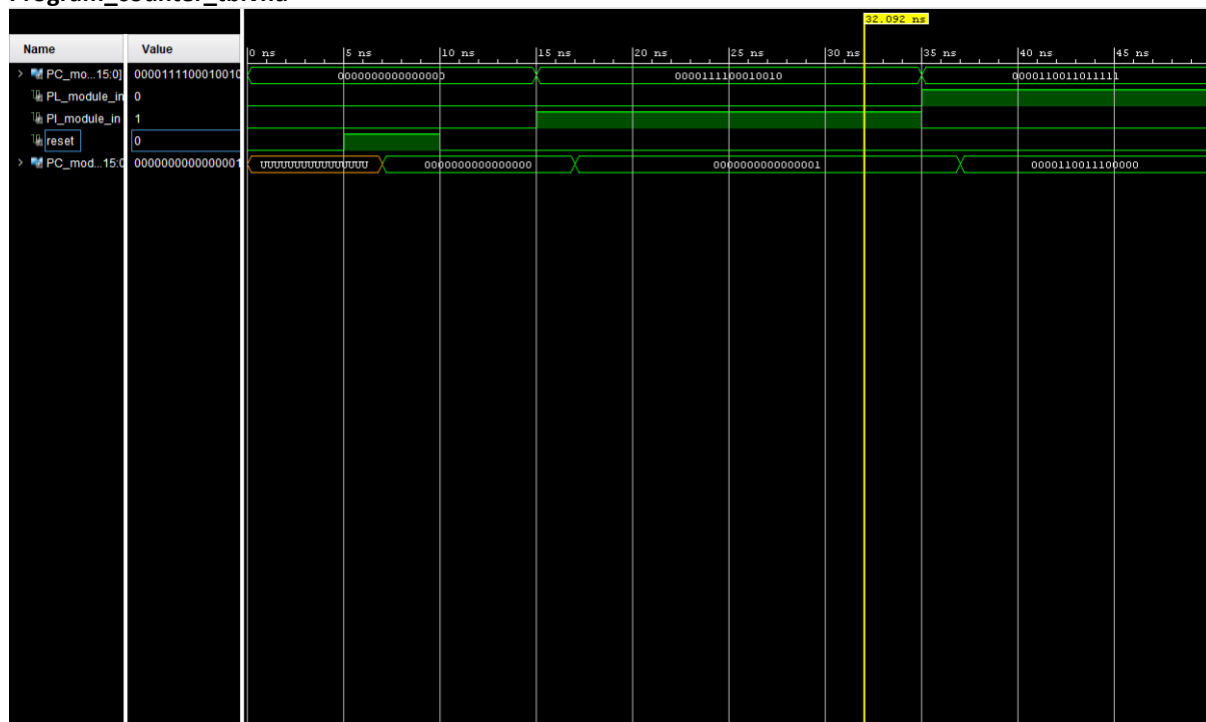 32.092 ns
Name Value 0 ns 5 ns 10 ns 15 ns 20 ns 25 ns 30 ns 35 ns 40 ns 45 ns
PC_mo...15:0] 0000111100010010 0000000000000000 0000111100010010 0000110011011111
PL_module_in 0
PI_module_in 1
reset 0
PC_mod...15:0 0000000000000001 UUUUUUUUUUUUUUUU 0000000000000000 0000000000000001 0000110011100000